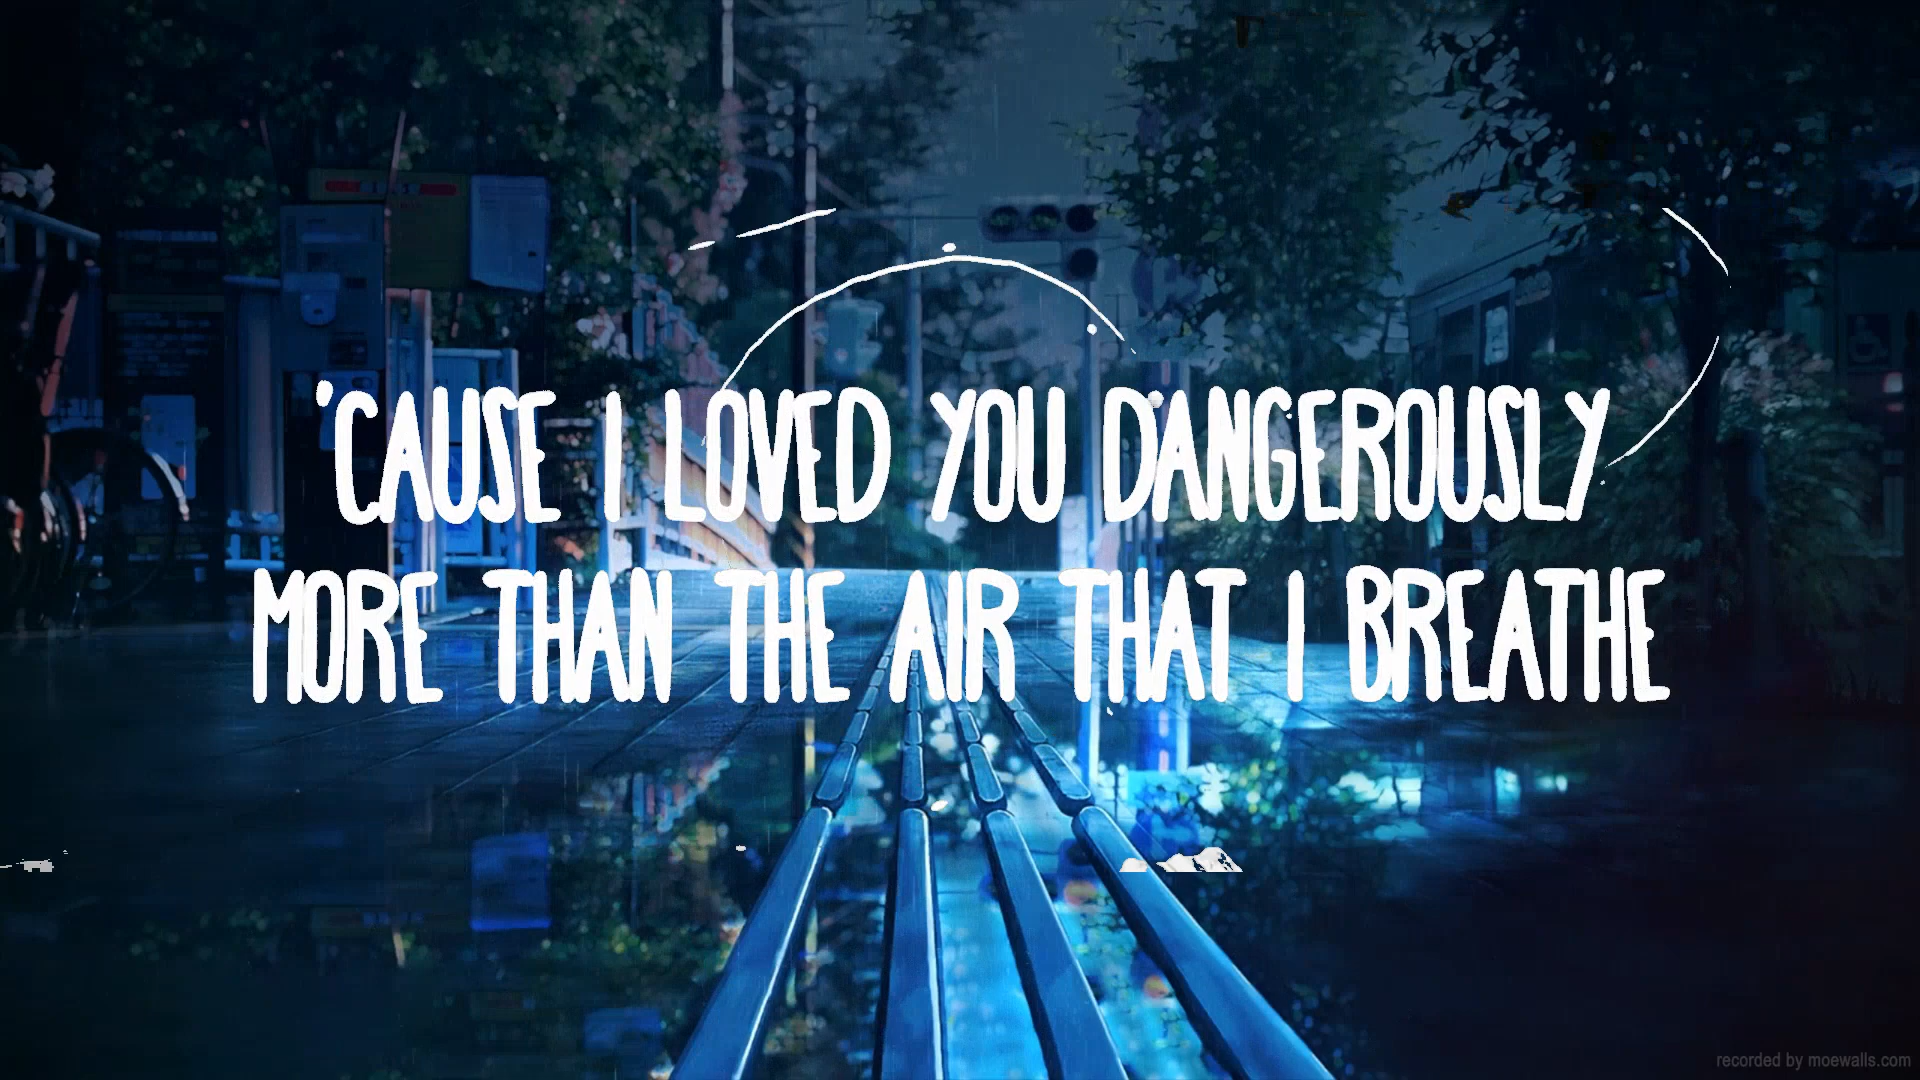 'CAUSE I LOVED YOU DANGEROUSLY
MORE THAN THE AIR THAT I BREATHE
recorded by moewalls.com